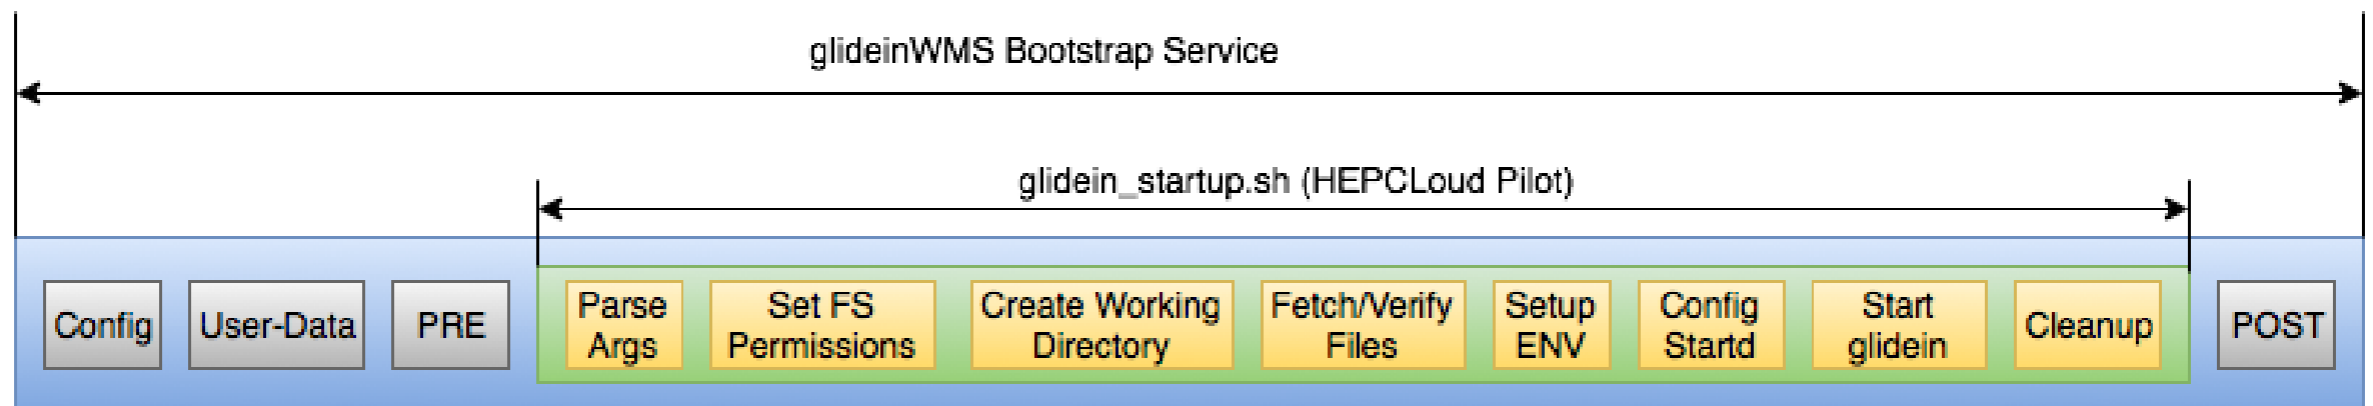 glideinWMS Bootstrap Service
glidein_startup.sh (HEPCLoud Pilot)
Config
User-Data
PRE
Parse
Args
Set FS
Permissions
Create Working
Directory
Fetch/Verify
Files
Setup
ENV
Config
Startd
Start
glidein
Cleanup
POST